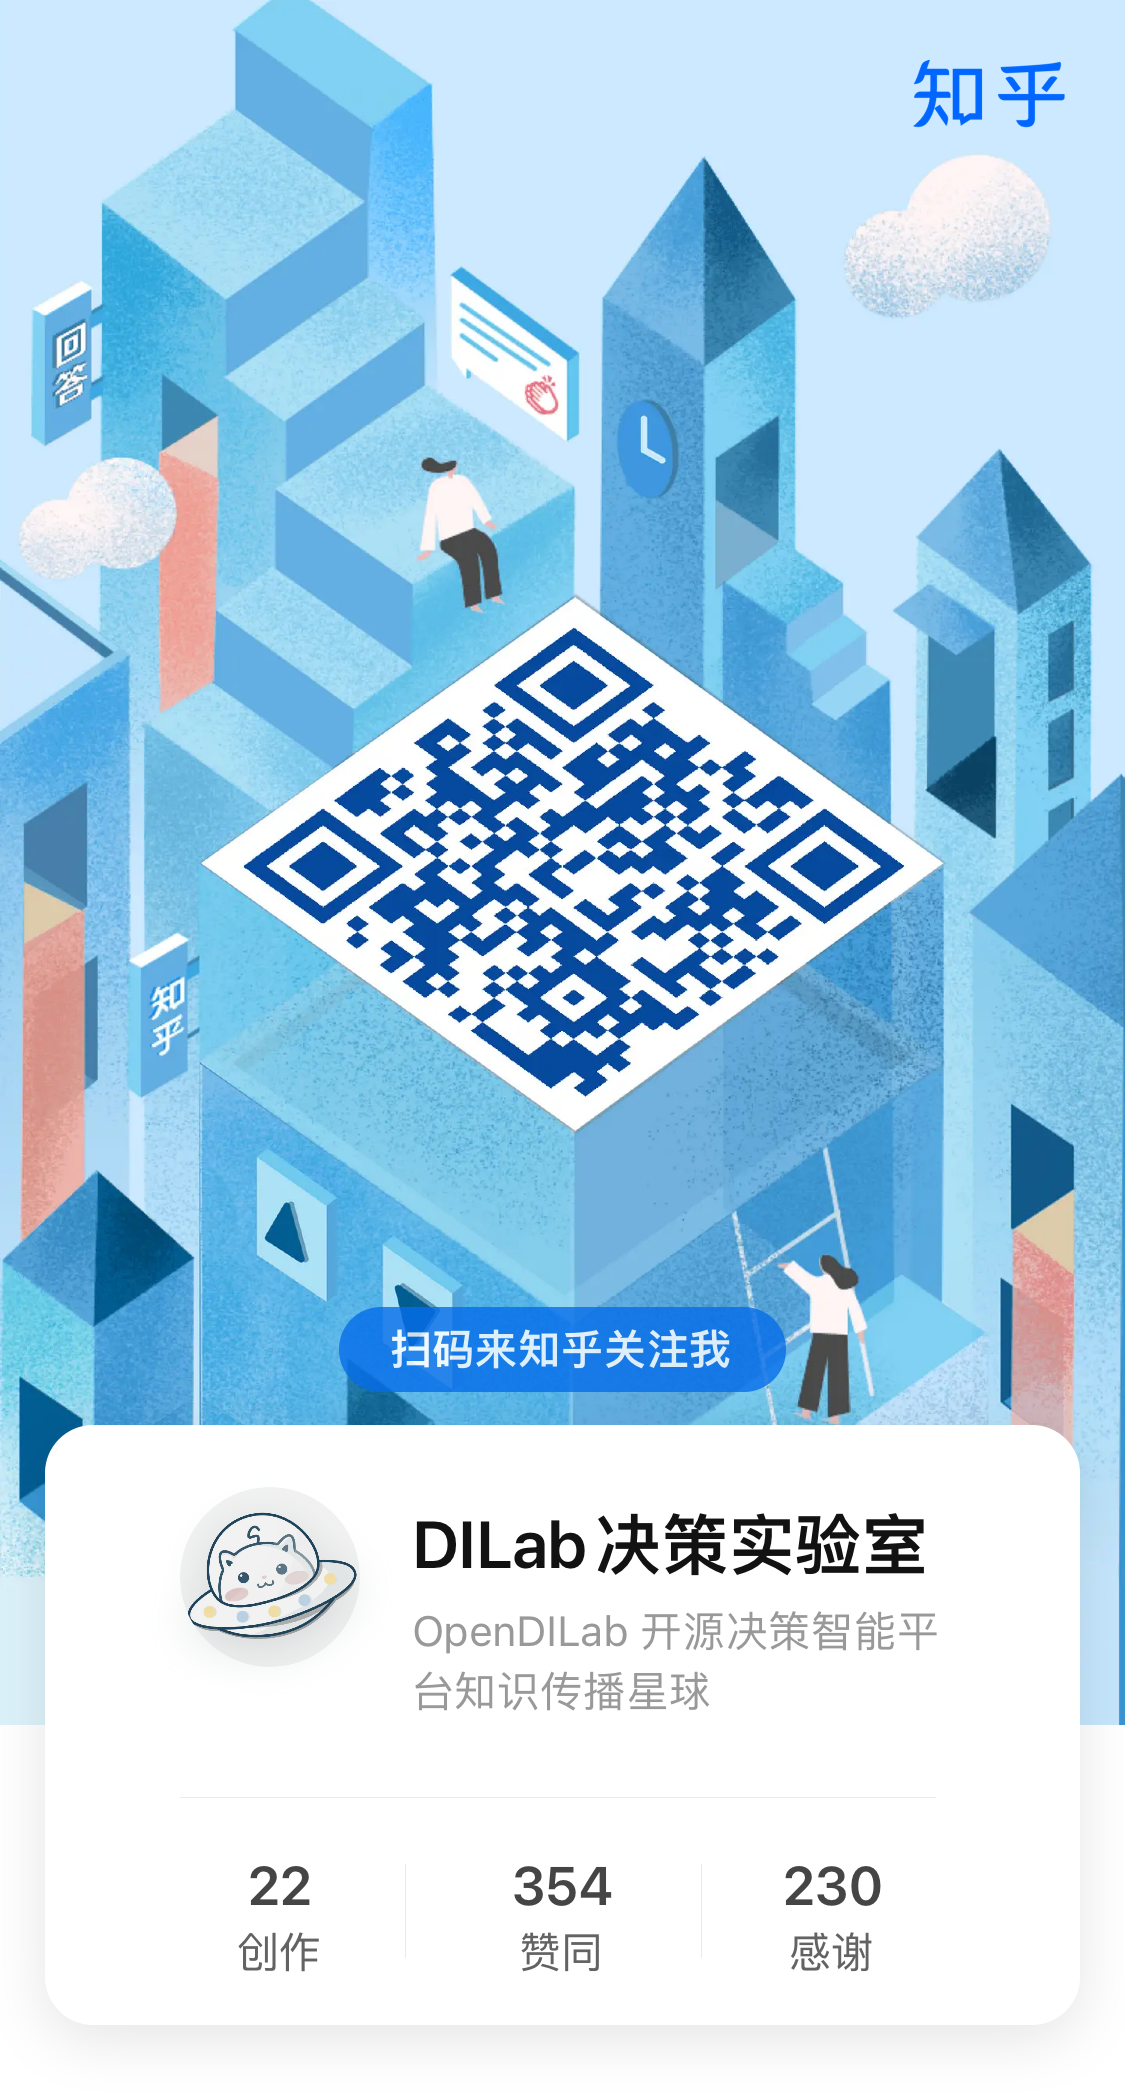 知乎
回答
知乎
扫码来知乎关注我
DILab 决策实验室
OpenDILab 开源决策智能平
台知识传播星球
22
创作
354
赞同
230
感谢